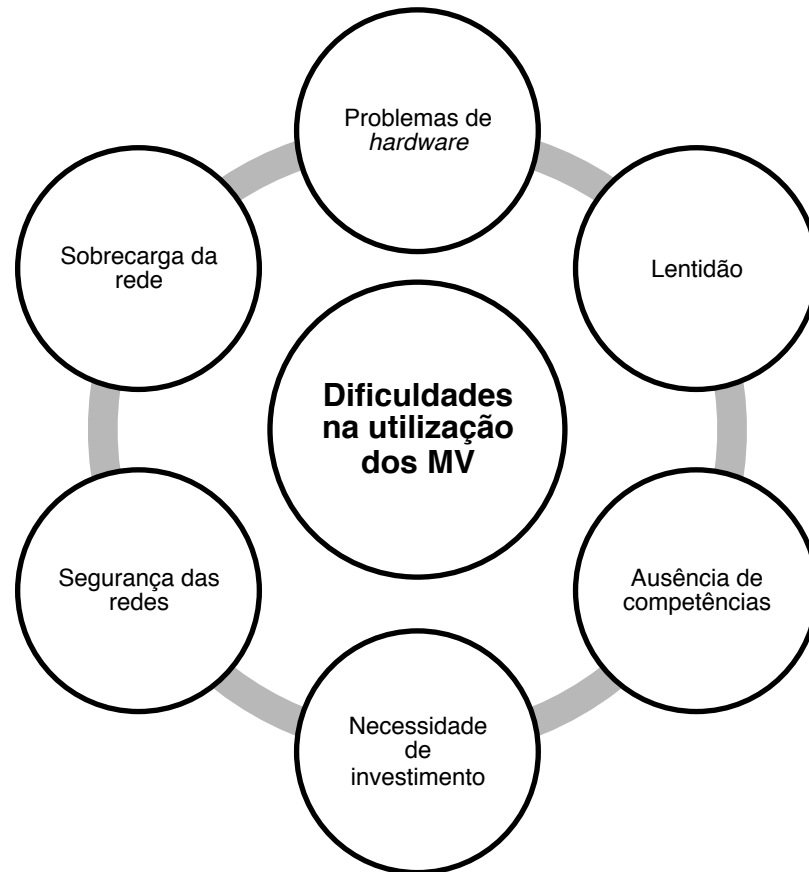 Problemas de
hardware
Lentidão
Ausência de
competências
Necessidade
de
investimento
Segurança das
redes
Sobrecarga da
rede
Dificuldades
na utilização
dos MV